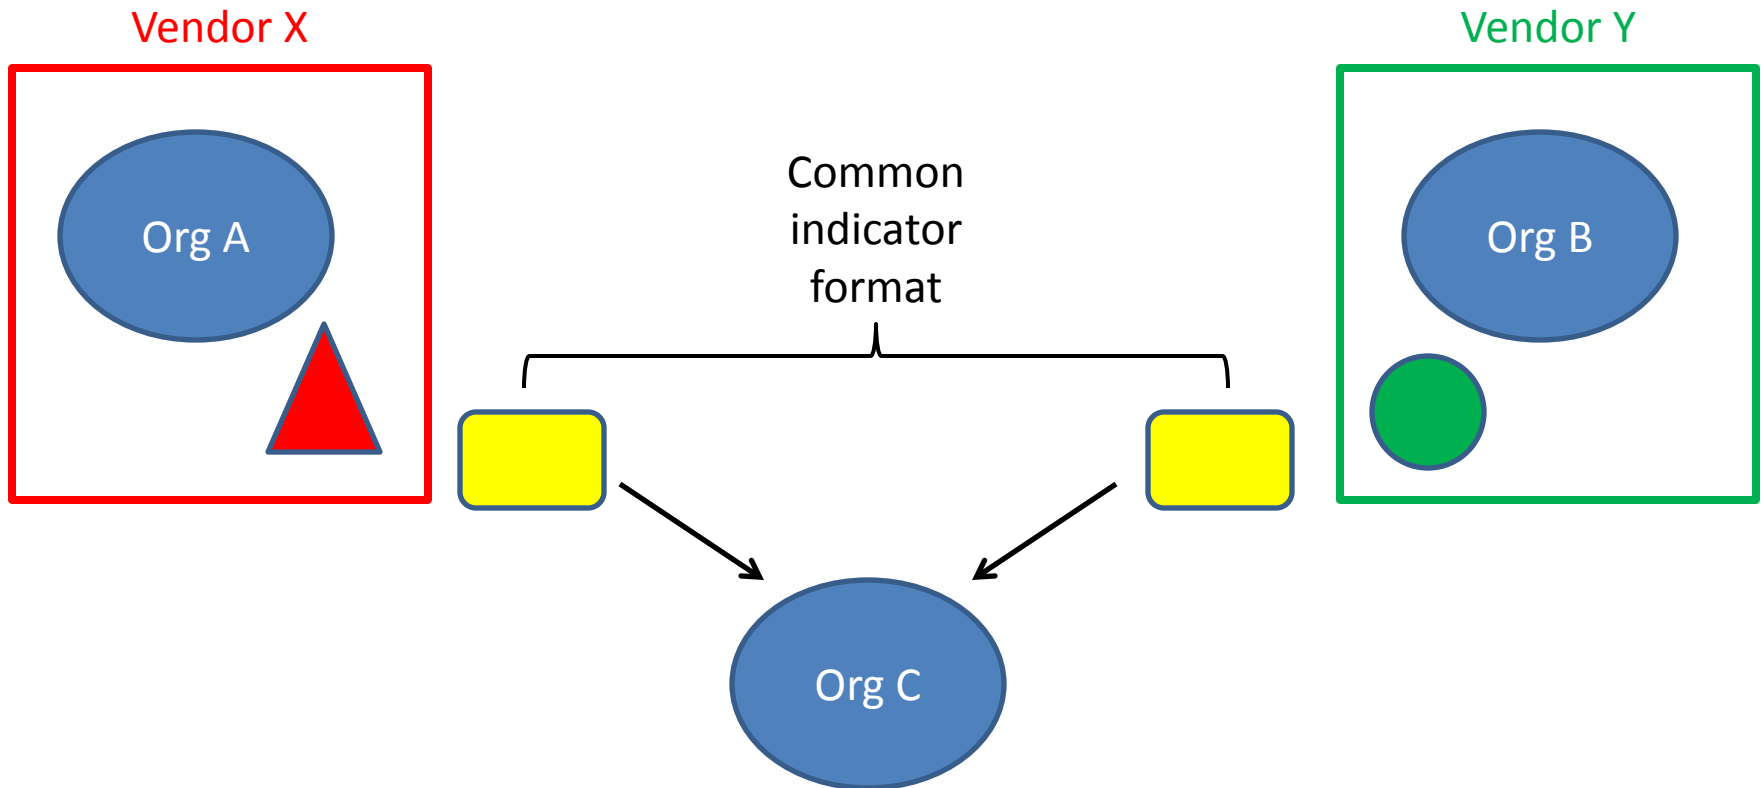 Vendor X
Vendor Y
Org A
Common
indicator
format
Org B
Org C